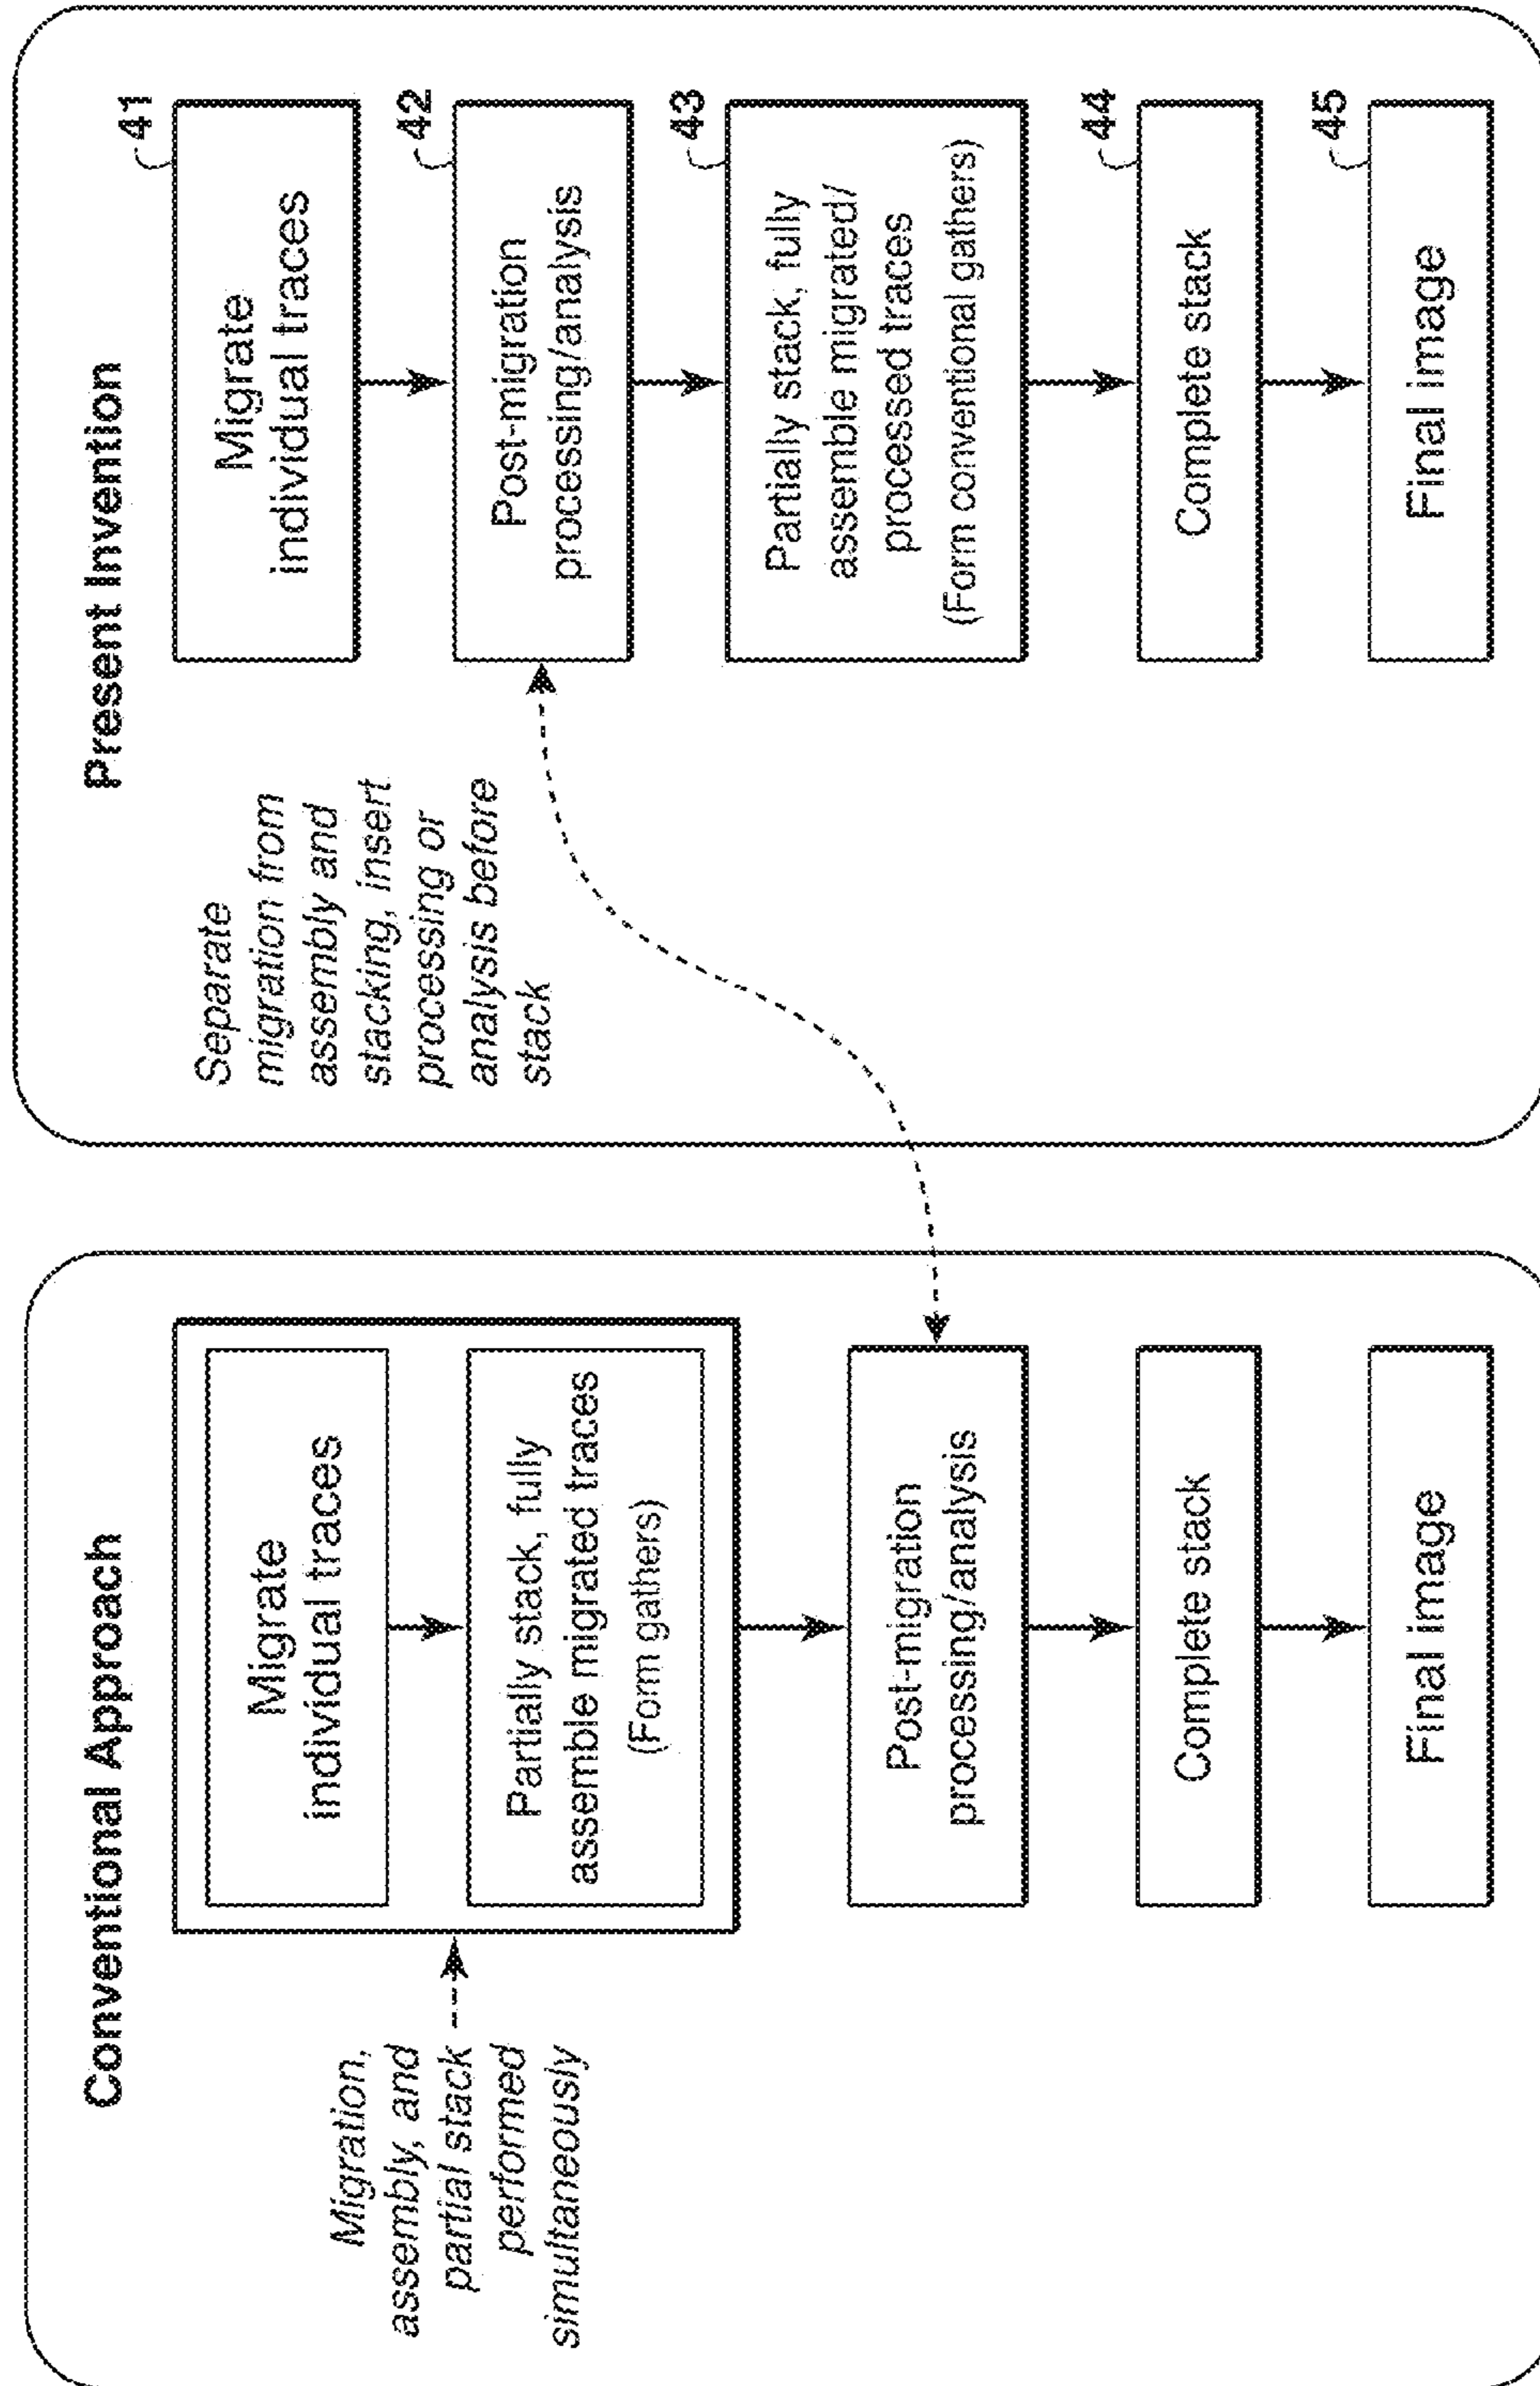 Conventional Approach
Migration,
assembly, and
partial stack
performed
simultaneously
Migrate
individual traces
Partially stack, fully
assemble migrated traces
(Form gathers)
Post-migration
processing/analysis
Complete stack
Final image
Present Invention
Separate
migration from
assembly and
stacking, insert
processing or
analysis before
stack
41
Migrate
individual traces
42
Post-migration
processing/analysis
43
Partially stack, fully
assemble migrated/
processed traces
(Form conventional gathers)
44
Complete stack
45
Final image